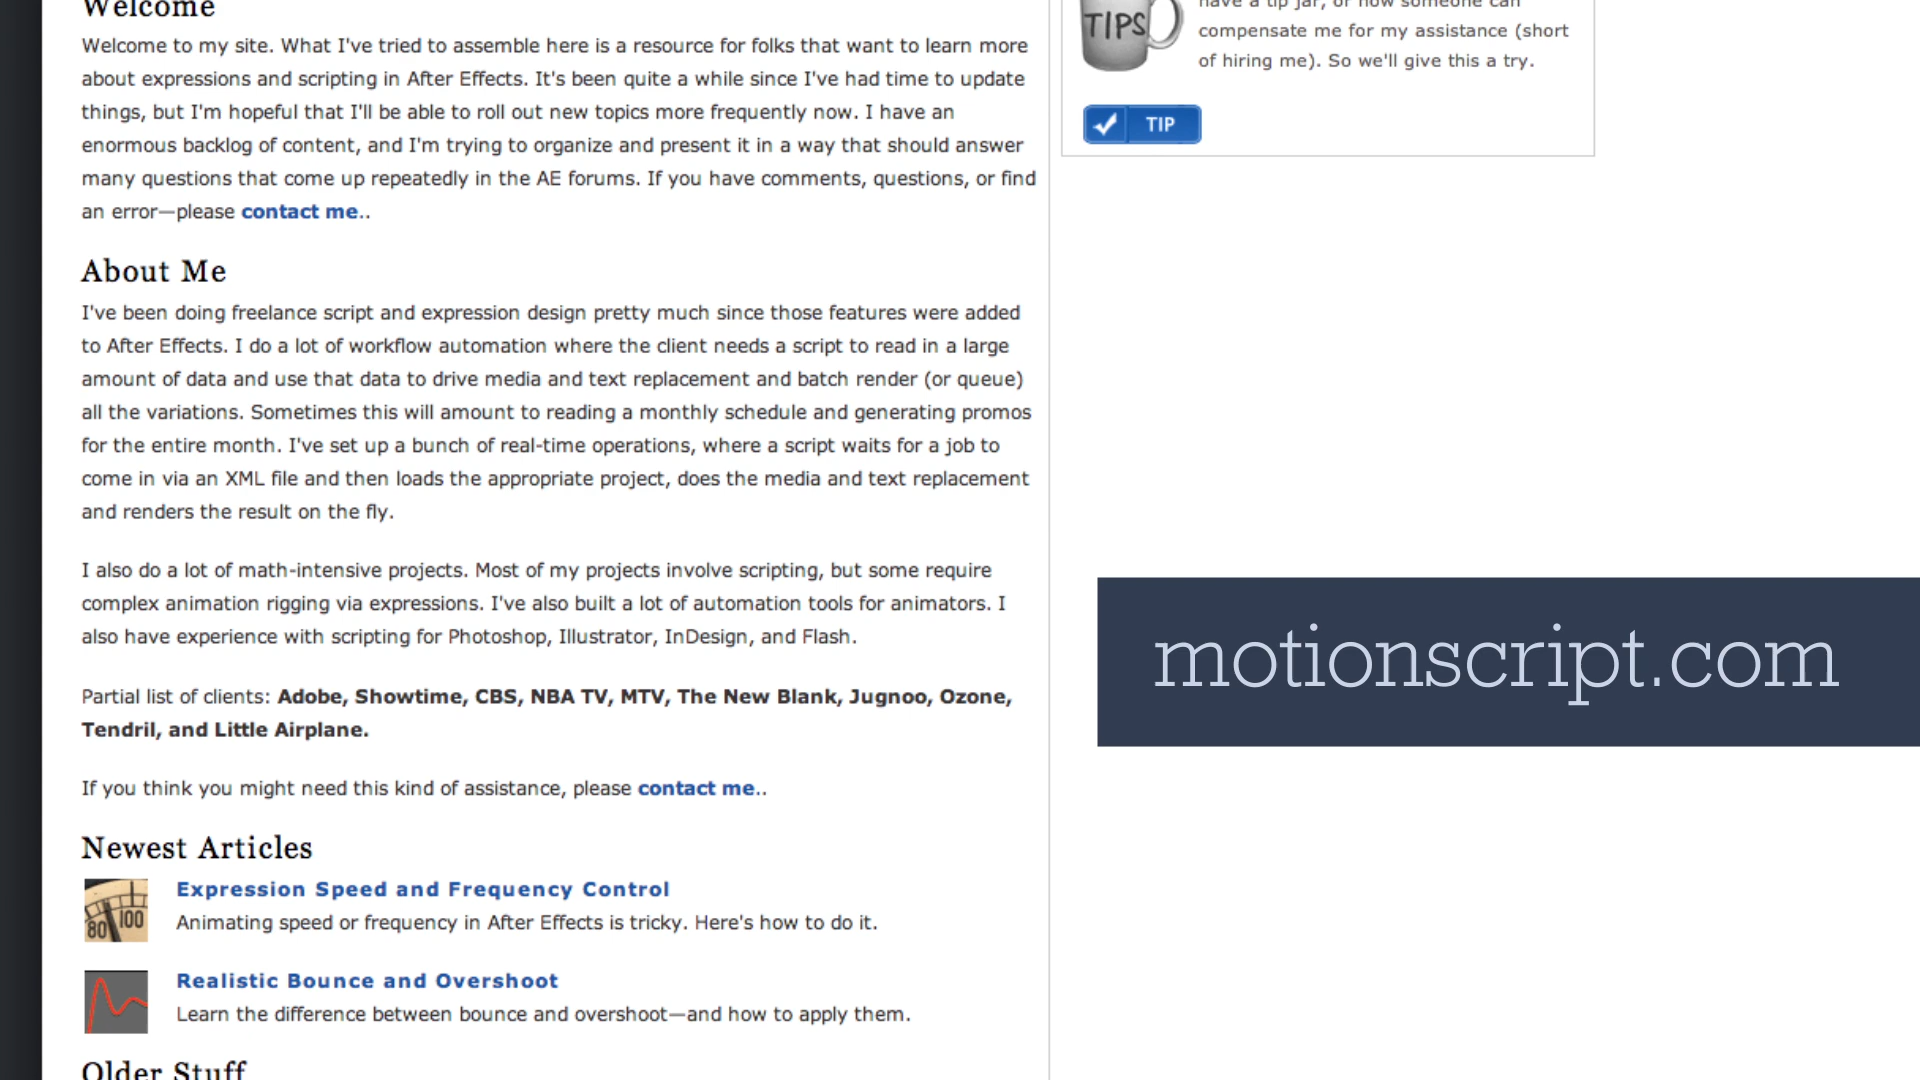 Welcome
Welcome to my site. What I've tried to assemble here is a resource for folks that want to learn more
about expressions and scripting in After Effects. It's been quite a while since I've had time to update
things, but I'm hopeful that I'll be able to roll out new topics more frequently now. I have an
enormous backlog of content, and I'm trying to organize and present it in a way that should answer
many questions that come up repeatedly in the AE forums. If you have comments, questions, or find
an error—please contact me..
About Me
I've been doing freelance script and expression design pretty much since those features were added
to After Effects. I do a lot of workflow automation where the client needs a script to read in a large
amount of data and use that data to drive media and text replacement and batch render (or queue)
all the variations. Sometimes this will amount to reading a monthly schedule and generating promos
for the entire month. I've set up a bunch of real-time operations, where a script waits for a job to
come in via an XML file and then loads the appropriate project, does the media and text replacement
and renders the result on the fly.
I also do a lot of math-intensive projects. Most of my projects involve scripting, but some require
complex animation rigging via expressions. I've also built a lot of automation tools for animators. I
also have experience with scripting for Photoshop, Illustrator, InDesign, and Flash.
Partial list of clients: Adobe, Showtime, CBS, NBA TV, MTV, The New Blank, Jugnoo, Ozone,
Tendril, and Little Airplane.
If you think you might need this kind of assistance, please contact me..
Newest Articles
80 100
Expression Speed and Frequency Control
Animating speed or frequency in After Effects is tricky. Here's how to do it.
Realistic Bounce and Overshoot
Learn the difference between bounce and overshoot—and how to apply them.
Older Stuff
TIPS
have a tip jar, or how someone can
compensate me for my assistance (short
of hiring me). So we'll give this a try.
TIP
motionscript.com